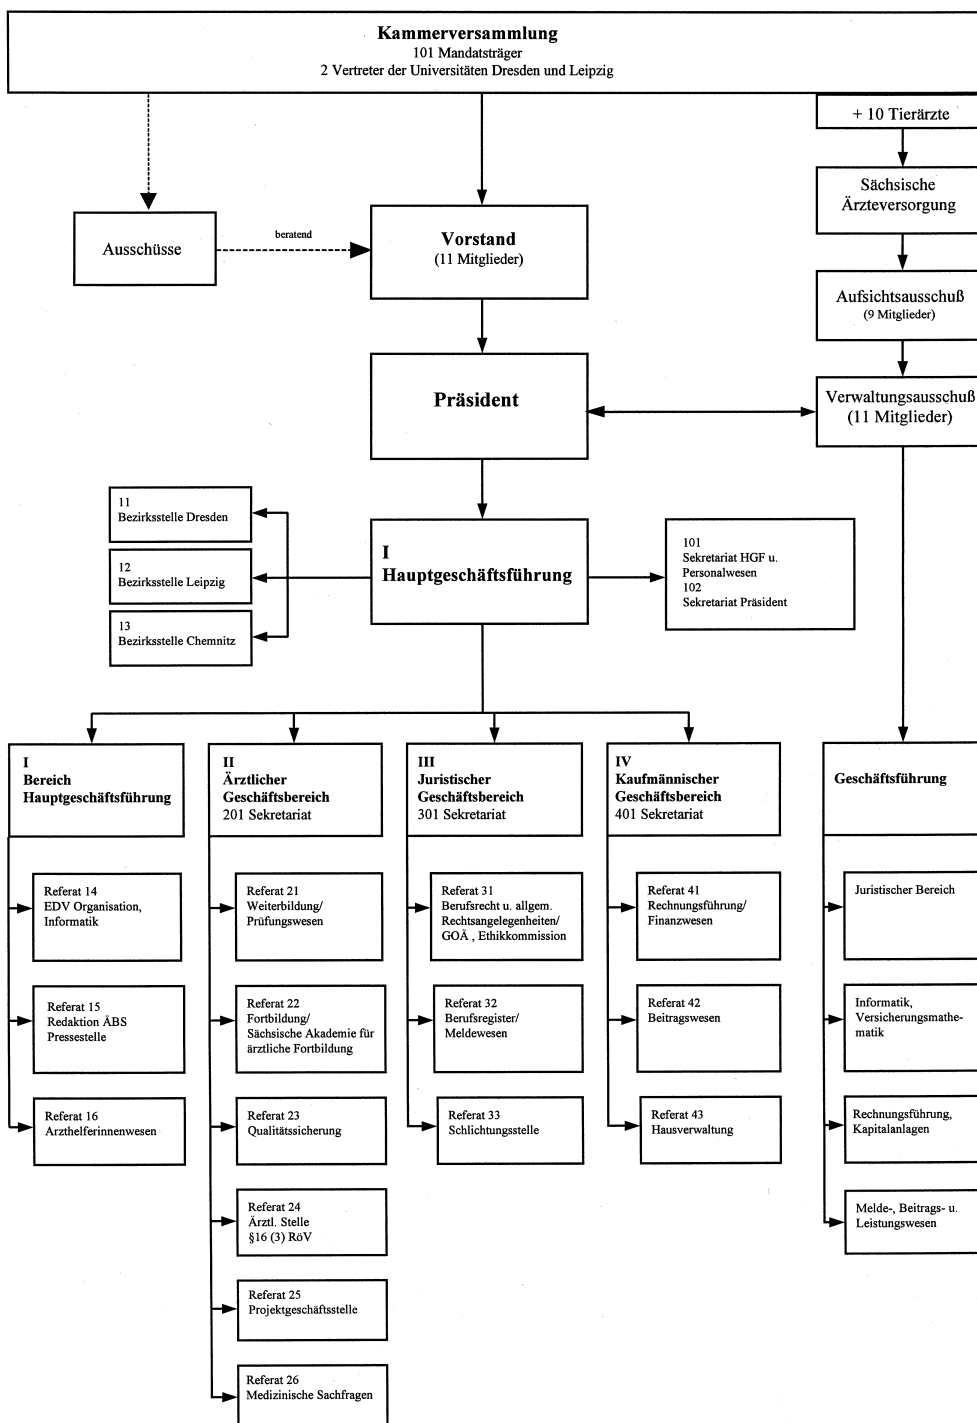 Kammerversammlung
101 Mandatsträger
2 Vertreter der Universitäten Dresden und Leipzig
+ 10 Tierärzte
Sächsische
Ärzteversorgung
Ausschüsse
beratend
Vorstand
(11 Mitglieder)
Aufsichtsausschuß
(9 Mitglieder)
Präsident
Verwaltungsausschuß
(11 Mitglieder)
11
Bezirksstelle Dresden
12
Bezirksstelle Leipzig
13
Bezirksstelle Chemnitz
I
Hauptgeschäftsführung
101
Sekretariat HGF u.
Personalwesen
102
Sekretariat Präsident
I
Bereich
Hauptgeschäftsführung
II
Ärztlicher
Geschäftsbereich
201 Sekretariat
III
Juristischer
Geschäftsbereich
301 Sekretariat
IV
Kaufmännischer
Geschäftsbereich
401 Sekretariat
Geschäftsführung
Referat 14
EDV Organisation,
Informatik
Referat 15
Redaktion ÄBS
Pressestelle
Referat 16
Arzthelferinnenwesen
Referat 21
Weiterbildung/
Prüfungswesen
Referat 22
Fortbildung/
Sächsische Akademie für
ärztliche Fortbildung
Referat 23
Qualitätssicherung
Referat 24
Ärztl. Stelle
§16 (3) RöV
Referat 25
Projektgeschäftsstelle
Referat 26
Medizinische Sachfragen
Referat 31
Berufsrecht u. allgem.
Rechtsangelegenheiten/
GOÄ , Ethikkommission
Referat 32
Berufsregister/
Meldewesen
Referat 33
Schlichtungsstelle
Referat 41
Rechnungsführung/
Finanzwesen
Referat 42
Beitragswesen
Referat 43
Hausverwaltung
Juristischer Bereich
Informatik,
Versicherungsmathe-
matik
Rechnungsführung,
Kapitalanlagen
Melde-, Beitrags- u.
Leistungswesen